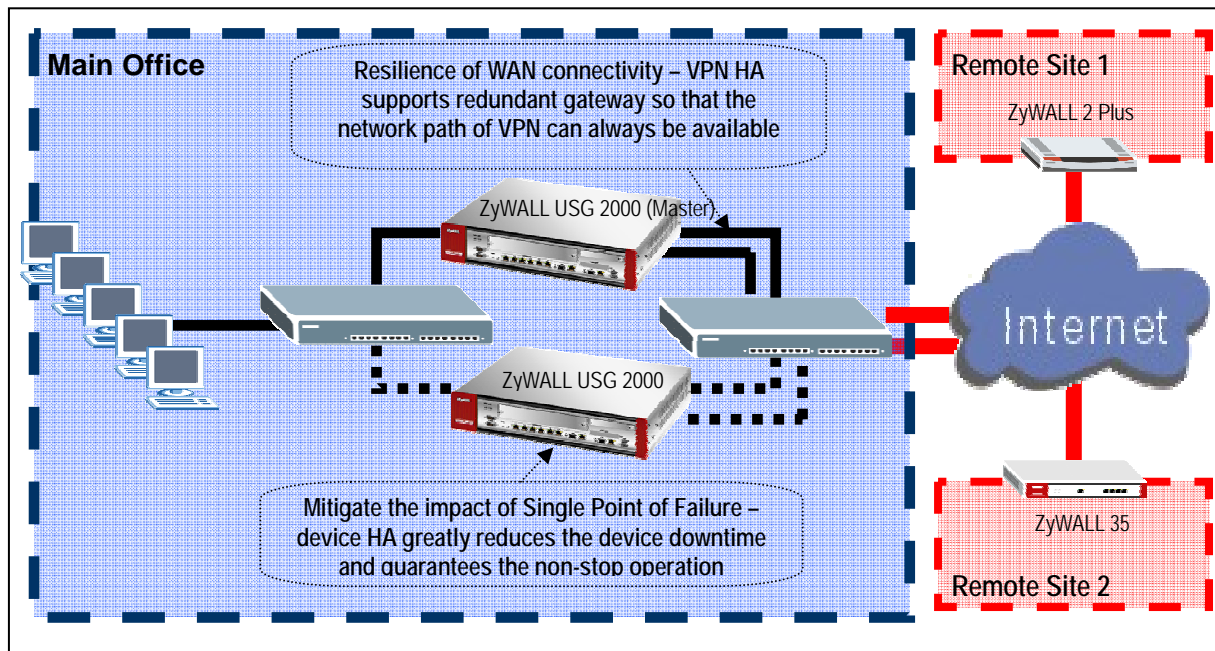 Main Office
Resilience of WAN connectivity – VPN HA
supports redundant gateway so that the
network path of VPN can always be available
Remote Site 1
ZyWALL 2 Plus
ZyWALL USG 2000 (Master)
Internet
ZyWALL USG 2000
Mitigate the impact of Single Point of Failure –
device HA greatly reduces the device downtime
and guarantees the non-stop operation
ZyWALL 35
Remote Site 2